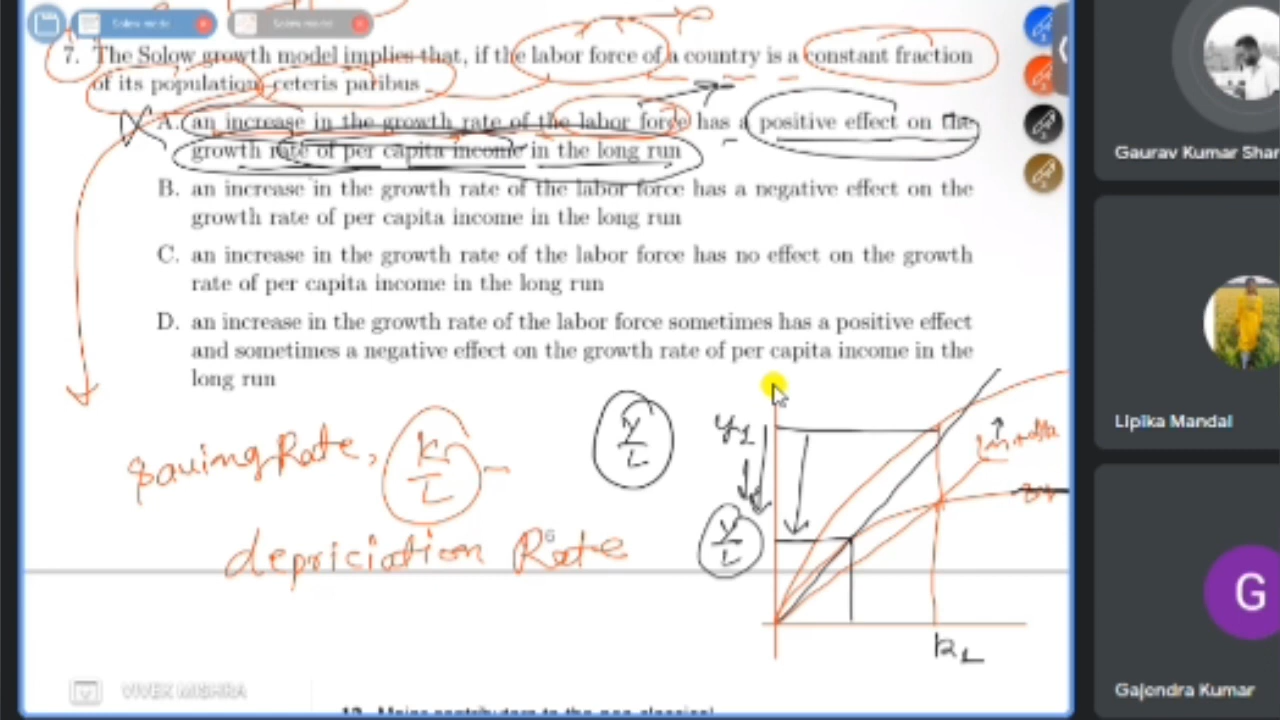 7. The Solow growth model implies that, if the labor force of a country is a constant fraction
of its population, ceteris paribus
A. an increase in the growth rate of the labor force has a positive effect on the
growth rate of per capita income in the long run
B. an increase in the growth rate of the labor force has a negative effect on the
growth rate of per capita income in the long run
C. an increase in the growth rate of the labor force has no effect on the growth
rate of per capita income in the long run
D. an increase in the growth rate of the labor force sometimes has a positive effect
and sometimes a negative effect on the growth rate of per capita income in the
long run
saving Rate, K
L
depriciation Rate
Y
L
y1
Y
L
k1
VIVEK MISHRA
Gaurav Kumar Shar
Lipika Mandal
G
Gajendra Kumar